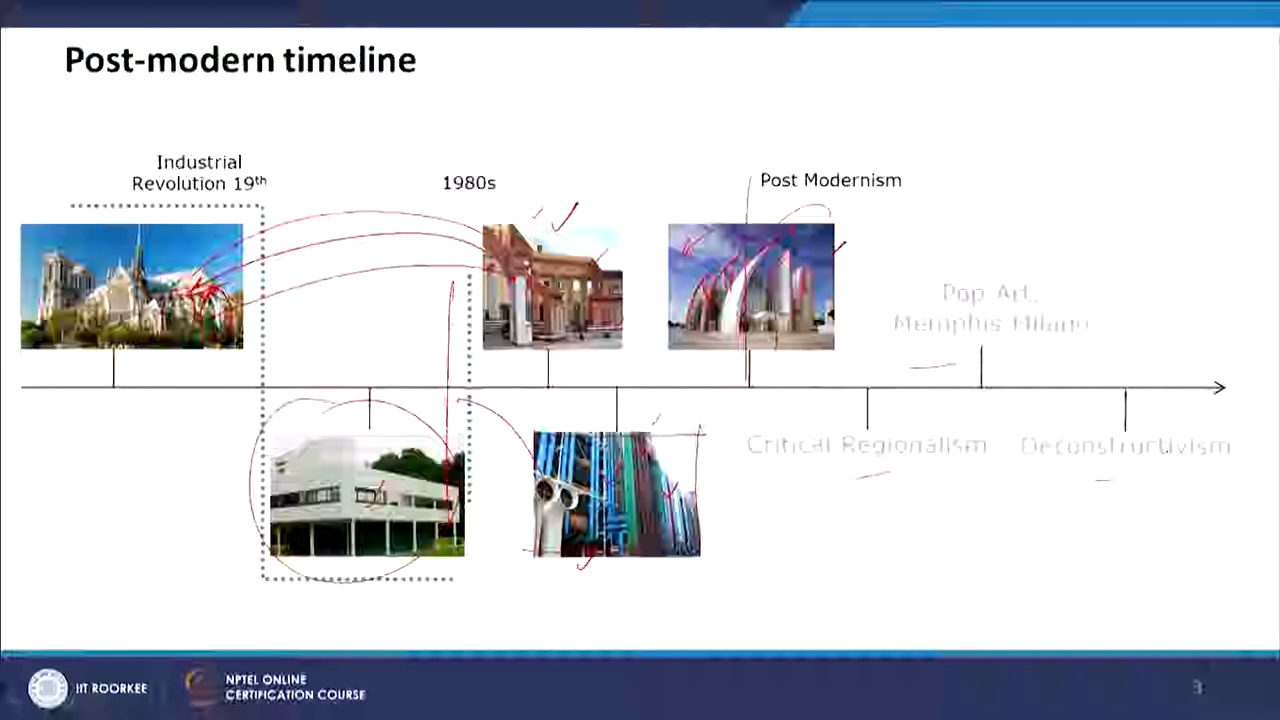 Post-modern timeline
Industrial
Revolution 19th
1980s
Post Modernism
Pop Art,
Memphis Milano
Critical Regionalism
Deconstructivism
IIT ROORKEE
NPTEL ONLINE
CERTIFICATION COURSE
3